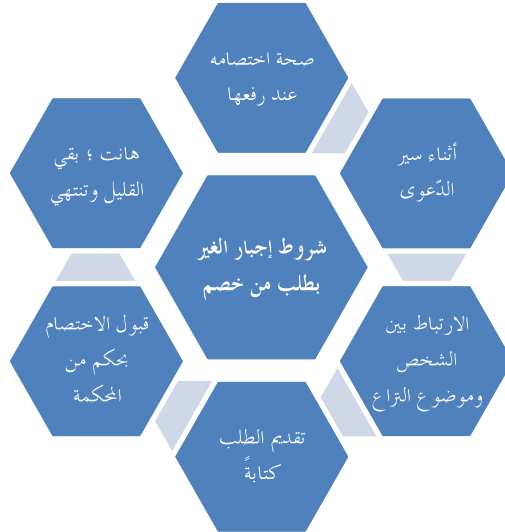 شروط إجبار الغير
بطلب من خصم
صحة اختصامه
عند رفعها
أثناء سير
الدّعوى
الارتباط بين
الشخص
وموضوع النزاع
تقديم الطلب
كتابةً
قبول الاختصام
بحكم من
المحكمة
هانت ؛ بقي
القليل وتنتهي